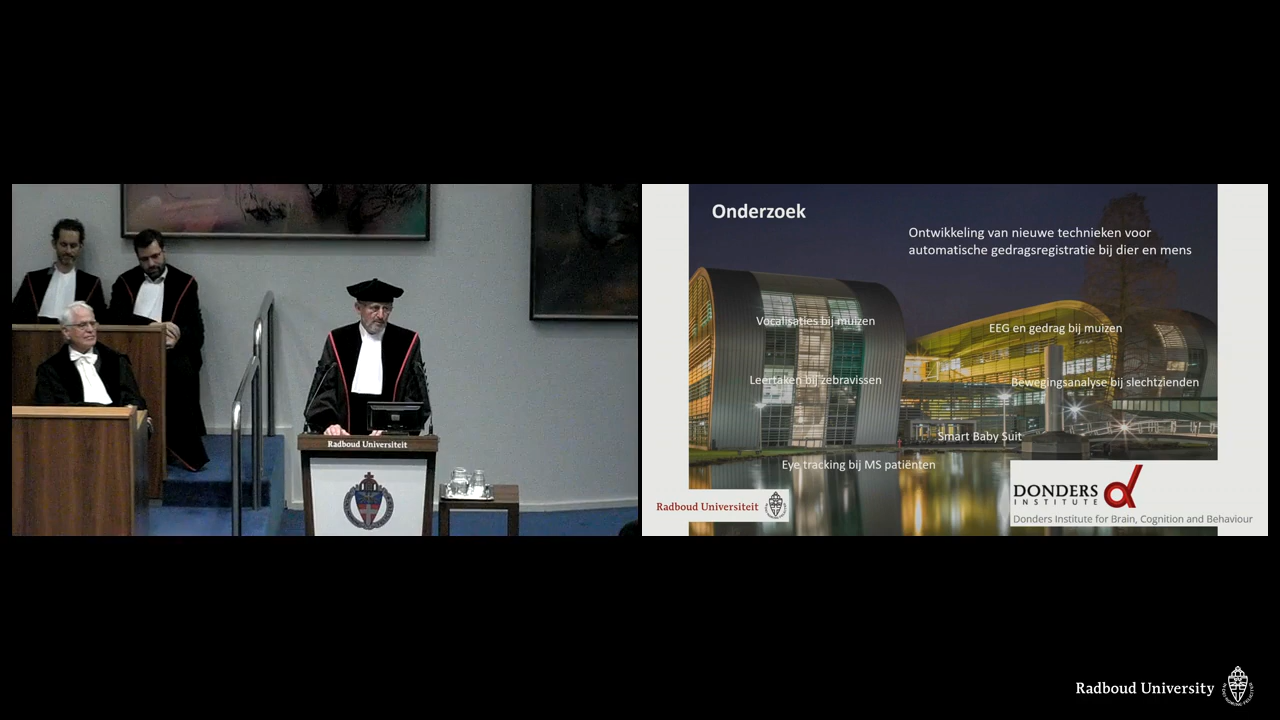 Radboud Universiteit
Onderzoek
Ontwikkeling van nieuwe technieken voor
automatische gedragsregistratie bij dier en mens
Vocalisaties bij muizen
EEG en gedrag bij muizen
Leertaken bij zebravissen
Bewegingsanalyse bij slechtzienden
Smart Baby Suit
Eye tracking bij MS patiënten
Radboud Universiteit
DONDERS
INSTITUTE
Donders Institute for Brain, Cognition and Behaviour
Radboud University